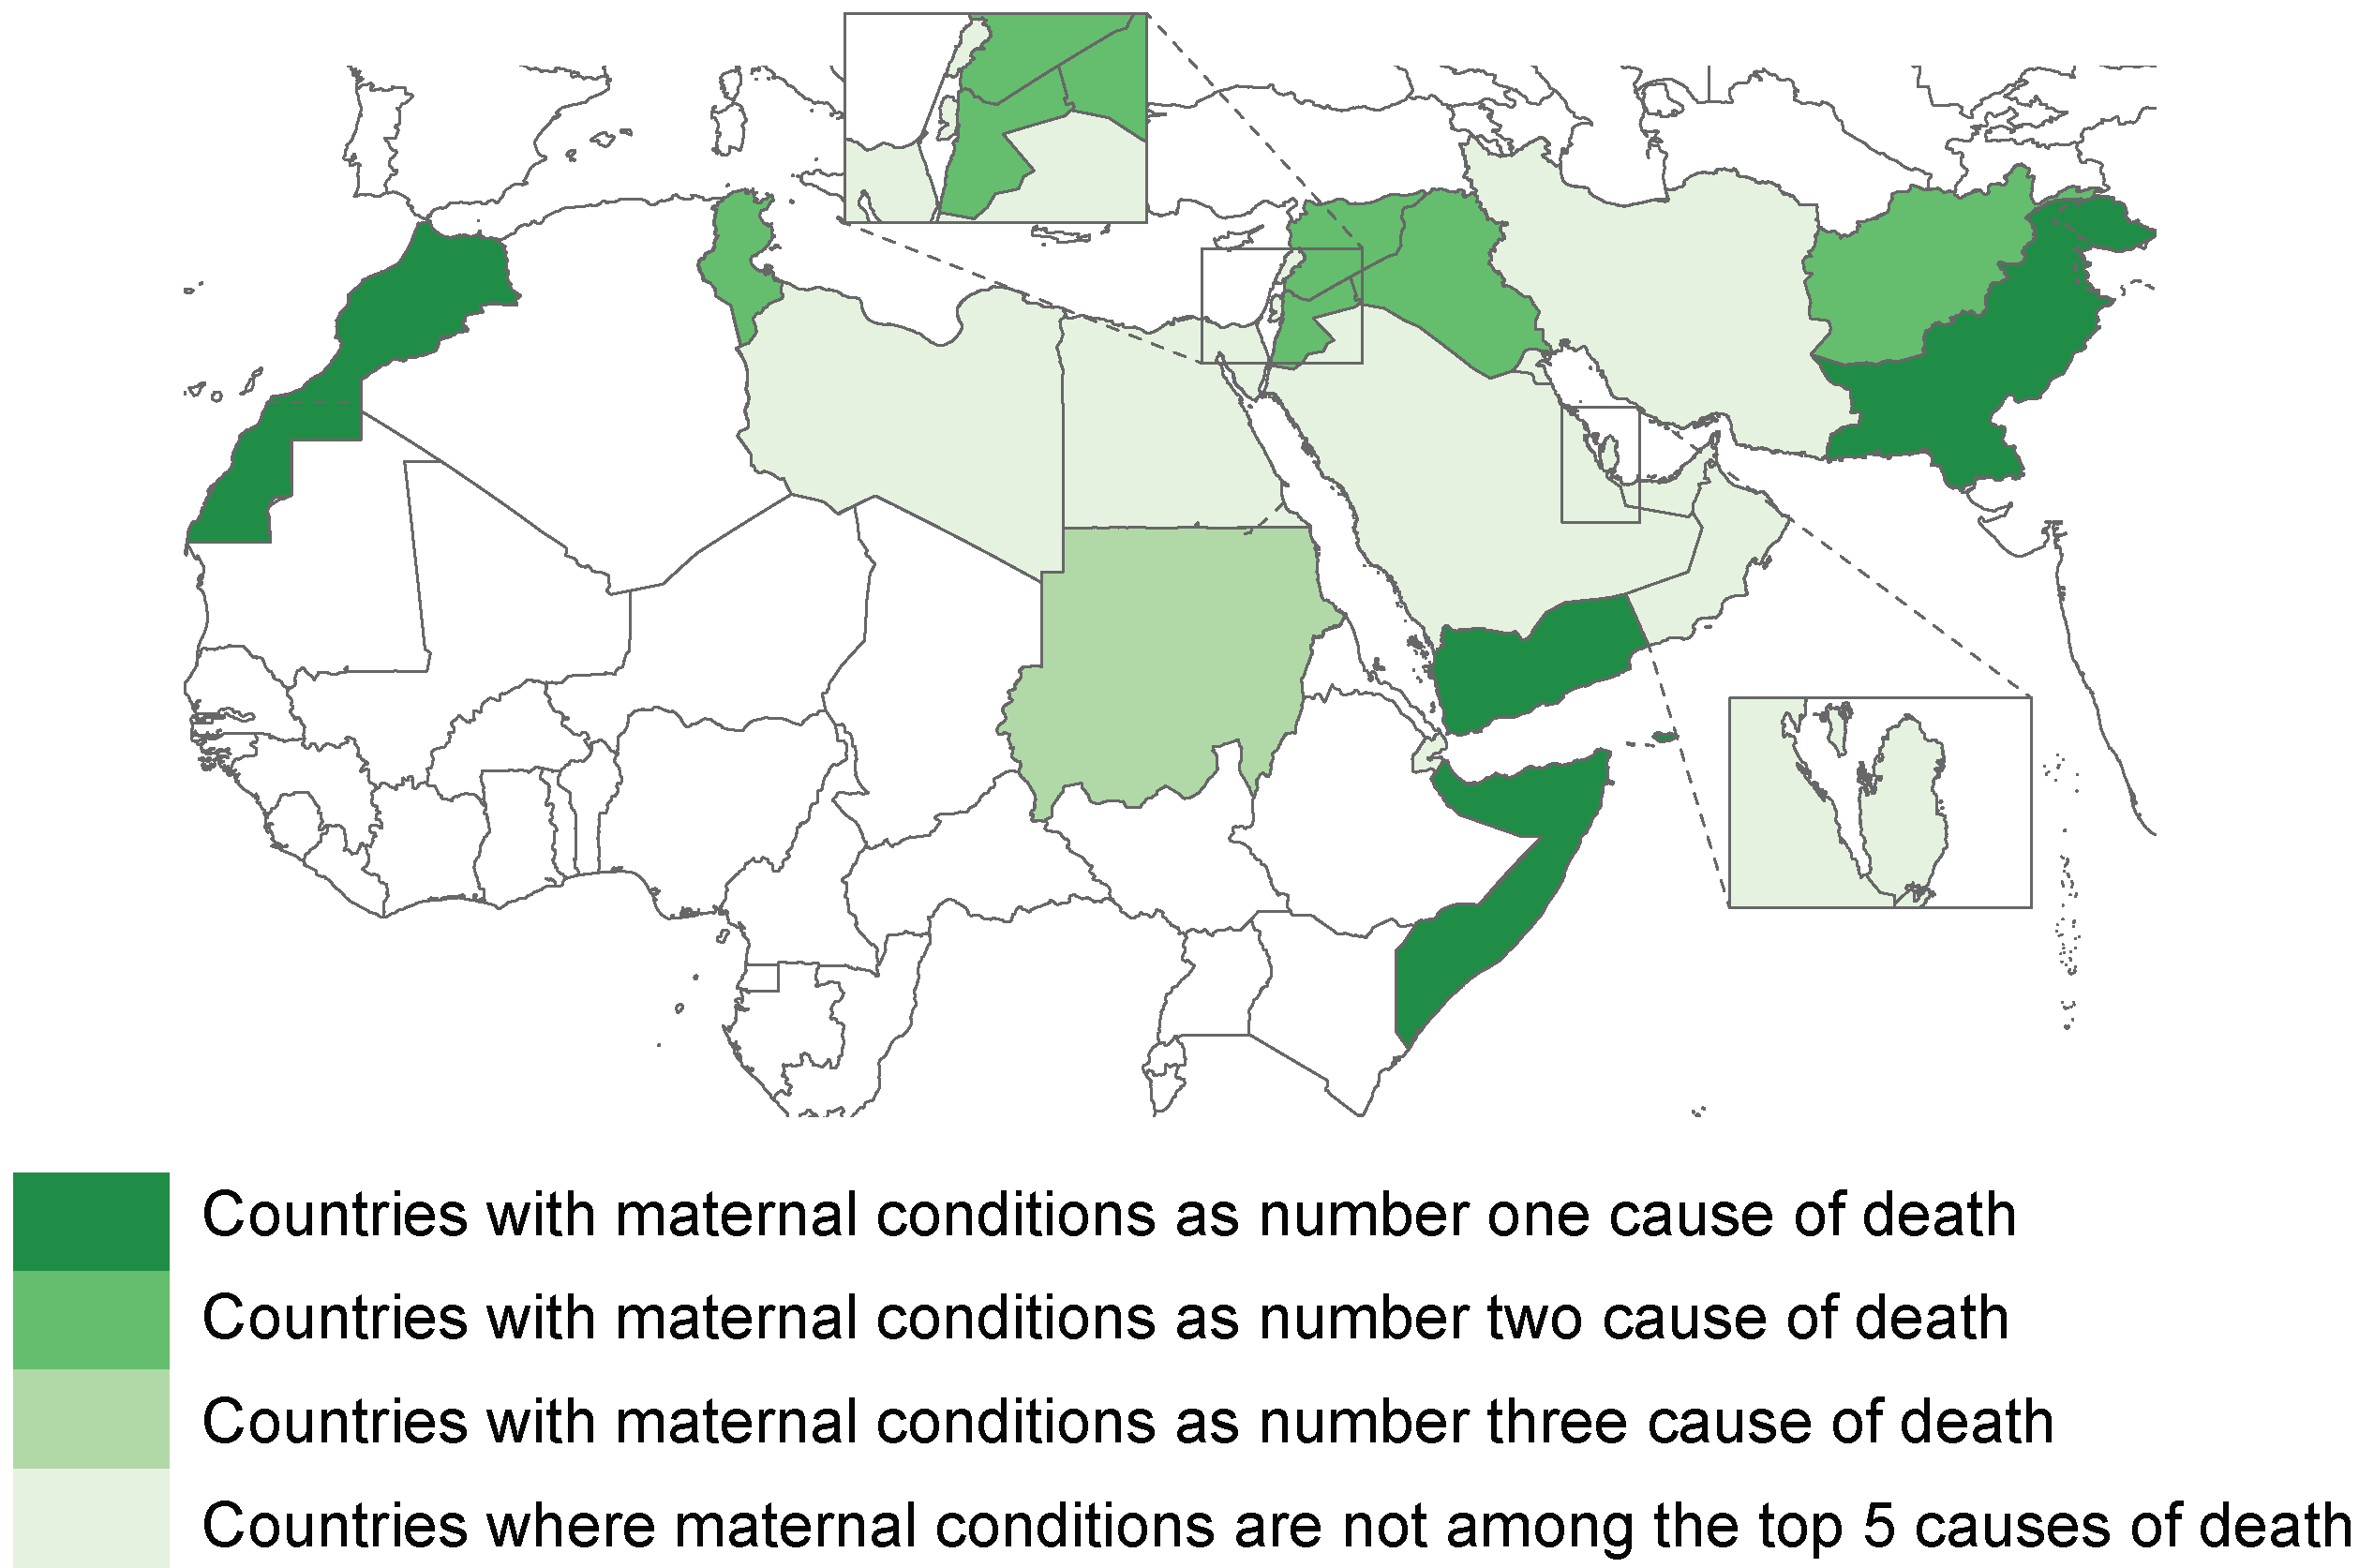 Countries with maternal conditions as number one cause of death
Countries with maternal conditions as number two cause of death
Countries with maternal conditions as number three cause of death
Countries where maternal conditions are not among the top 5 causes of death